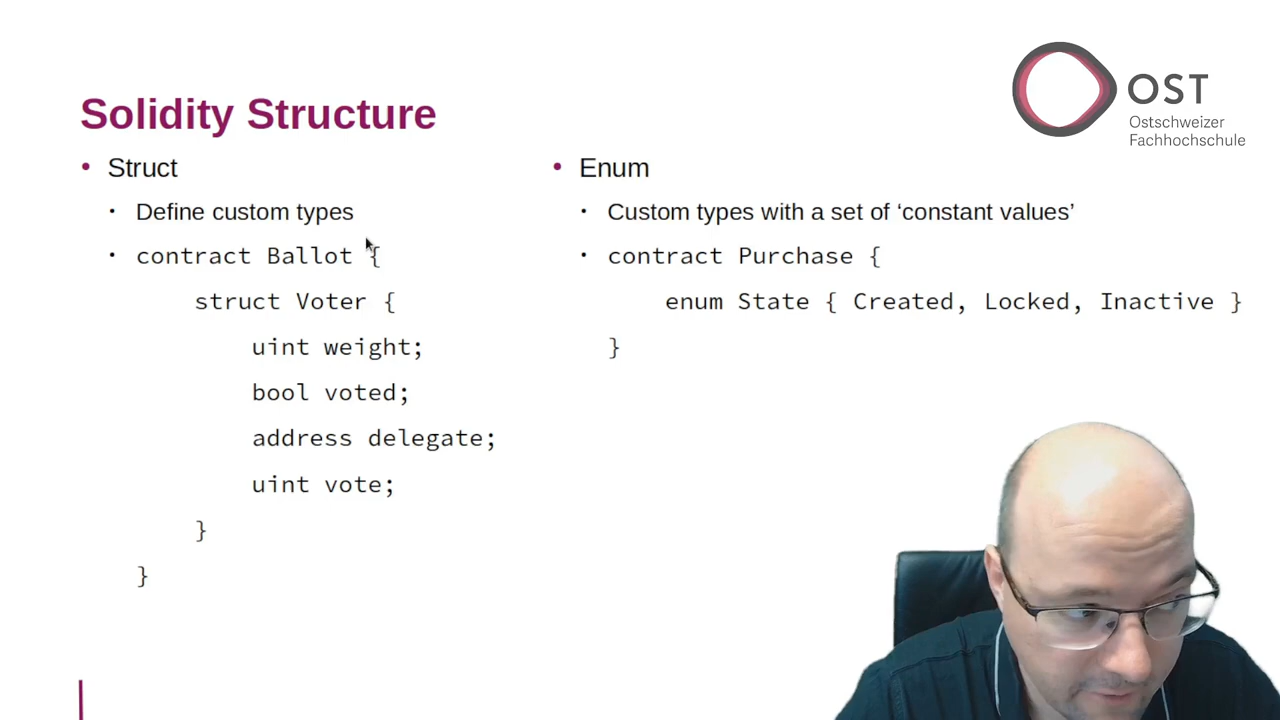 OST
Ostschweizer
Fachhochschule
Solidity Structure
• Struct
• Define custom types
• contract Ballot {
struct Voter {
uint weight;
bool voted;
address delegate;
uint vote;
}
}
• Enum
• Custom types with a set of ‘constant values’
• contract Purchase {
enum State { Created, Locked, Inactive }
}